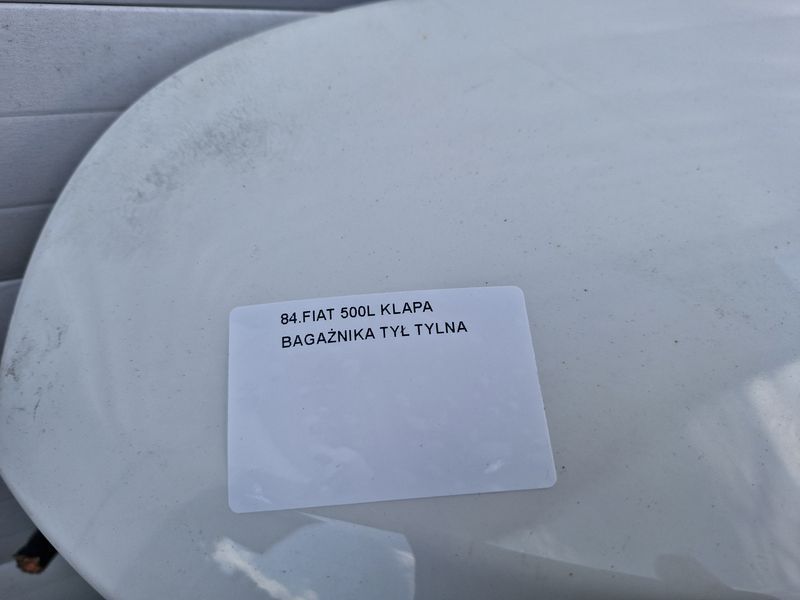 84.FIAT 500L KLAPA
BAGAŻNIKA TYŁ TYLNA